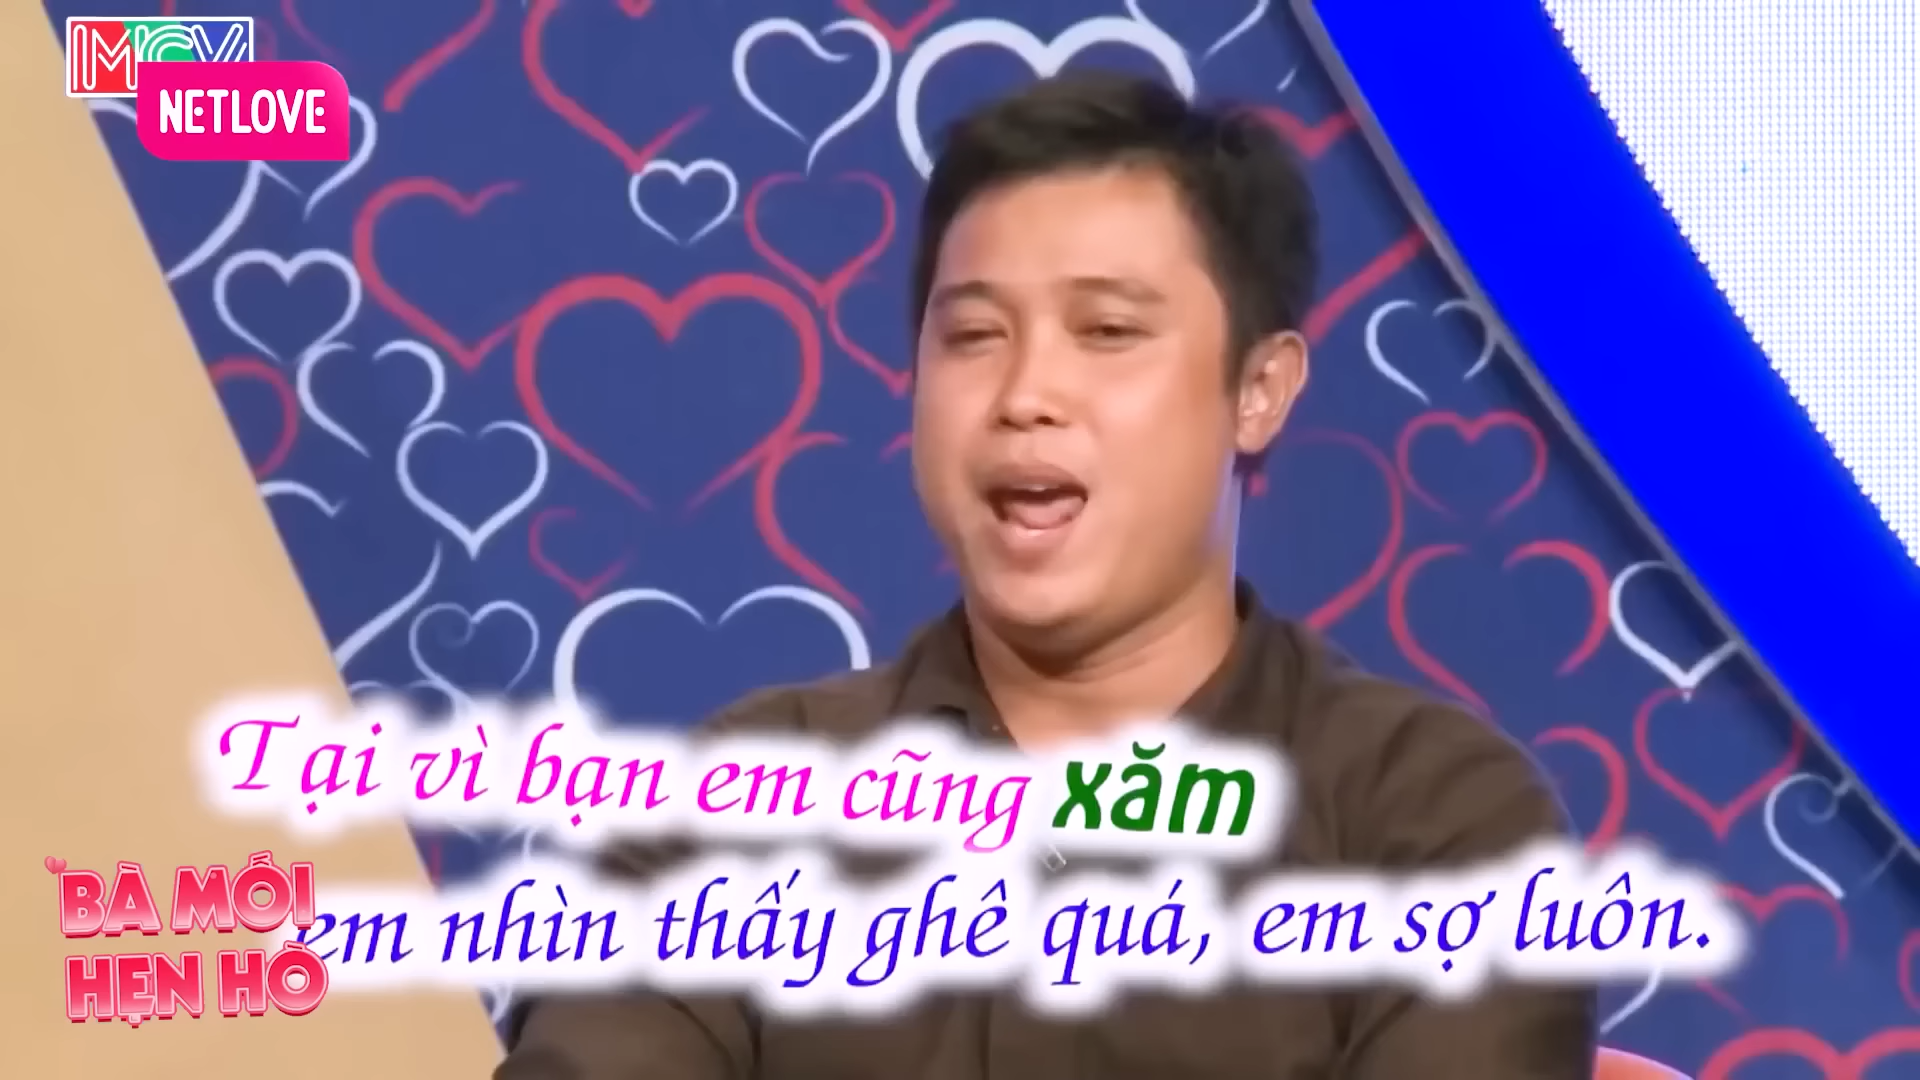 MCV
NETLOVE
Tại vì bạn em cũng xăm
em nhìn thấy ghê quá, em sợ luôn.
BÀ MỐI
HẸN HÒ